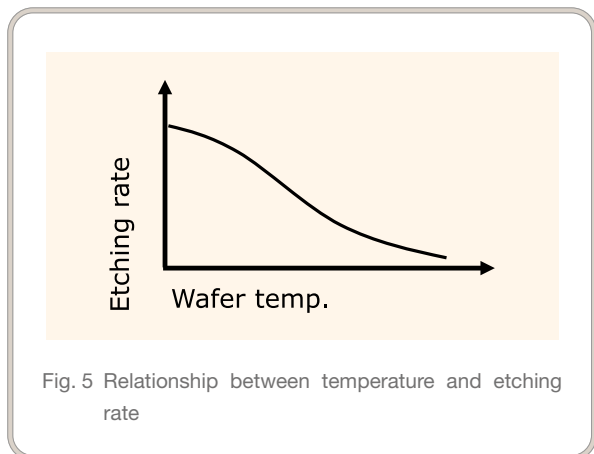 Etching rate
Wafer temp.
Fig. 5 Relationship between temperature and etching
rate